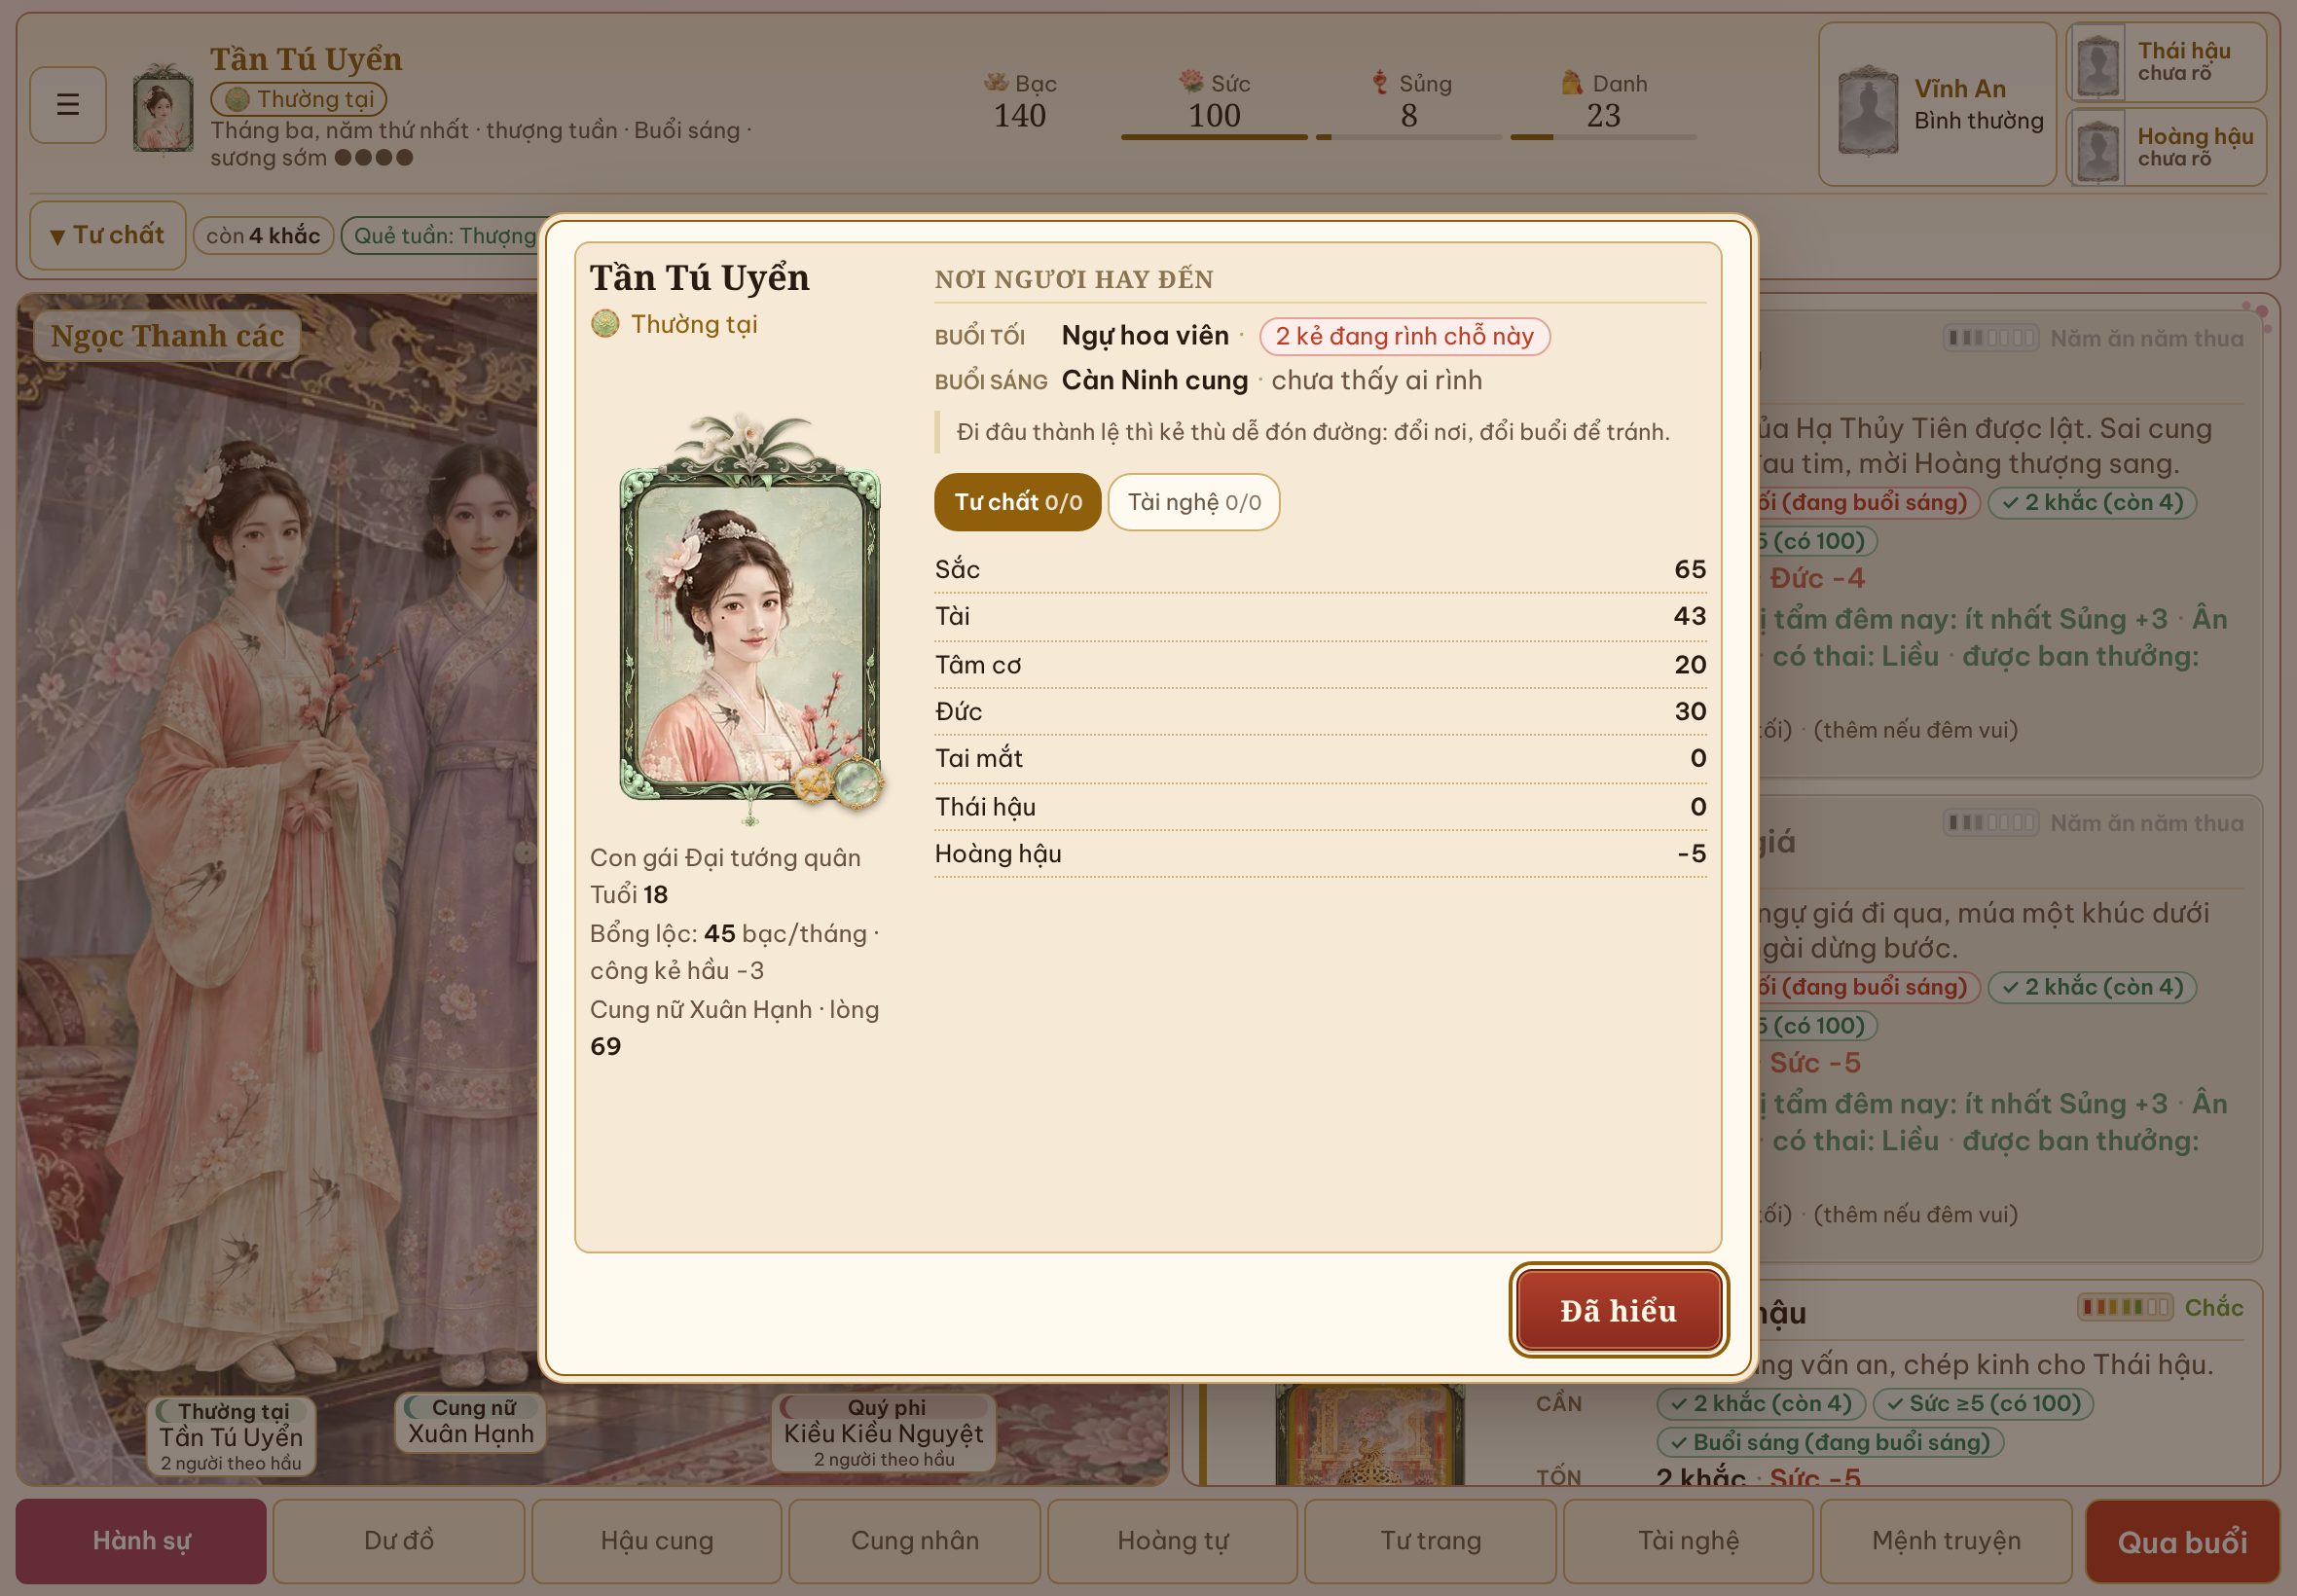 Tần Tú Uyển
Thường tại
Tháng ba, năm thứ nhất · thượng tuần · Buổi sáng ·
sương sớm
Bạc
140
Sức
100
Sủng
8
Danh
23
Vĩnh An
Bình thường
Thái hậu
chưa rõ
Hoàng hậu
chưa rõ
▼ Tư chất
còn 4 khắc
Quẻ tuần: Thượng
Ngọc Thanh các
Tần Tú Uyển
Thường tại
Con gái Đại tướng quân
Tuổi 18
Bổng lộc: 45 bạc/tháng ·
công kẻ hầu -3
Cung nữ Xuân Hạnh · lòng
69
NƠI NGƯƠI HAY ĐẾN
BUỔI TỐI Ngự hoa viên · 2 kẻ đang rình chỗ này
BUỔI SÁNG Càn Ninh cung · chưa thấy ai rình
Đi đâu thành lệ thì kẻ thù dễ đón đường: đổi nơi, đổi buổi để tránh.
Tư chất 0/0
Tài nghệ 0/0
Sắc 65
Tài 43
Tâm cơ 20
Đức 30
Tai mắt 0
Thái hậu 0
Hoàng hậu -5
Đã hiểu
Năm ăn năm thua
Hạ Thủy Tiên được lật. Sai cung
tim, mời Hoàng thượng sang.
(đang buổi sáng) ✓ 2 khắc (còn 4)
(có 100)
Đức -4
tẩm đêm nay: ít nhất Sủng +3 · Ân
· có thai: Liều · được ban thưởng:
· (thêm nếu đêm vui)
Năm ăn năm thua
giá
ngự giá đi qua, múa một khúc dưới
dừng bước.
(đang buổi sáng) ✓ 2 khắc (còn 4)
(có 100)
Sức -5
tẩm đêm nay: ít nhất Sủng +3 · Ân
· có thai: Liều · được ban thưởng:
· (thêm nếu đêm vui)
Chắc
vấn an, chép kinh cho Thái hậu.
CẦN ✓ 2 khắc (còn 4) ✓ Sức ≥5 (có 100)
✓ Buổi sáng (đang buổi sáng)
TỐN 2 khắc · Sức -5
Thường tại
Tần Tú Uyển
2 người theo hầu
Cung nữ
Xuân Hạnh
Quý phi
Kiều Kiều Nguyệt
2 người theo hầu
Hành sự
Dư đồ
Hậu cung
Cung nhân
Hoàng tự
Tư trang
Tài nghệ
Mệnh truyện
Qua buổi